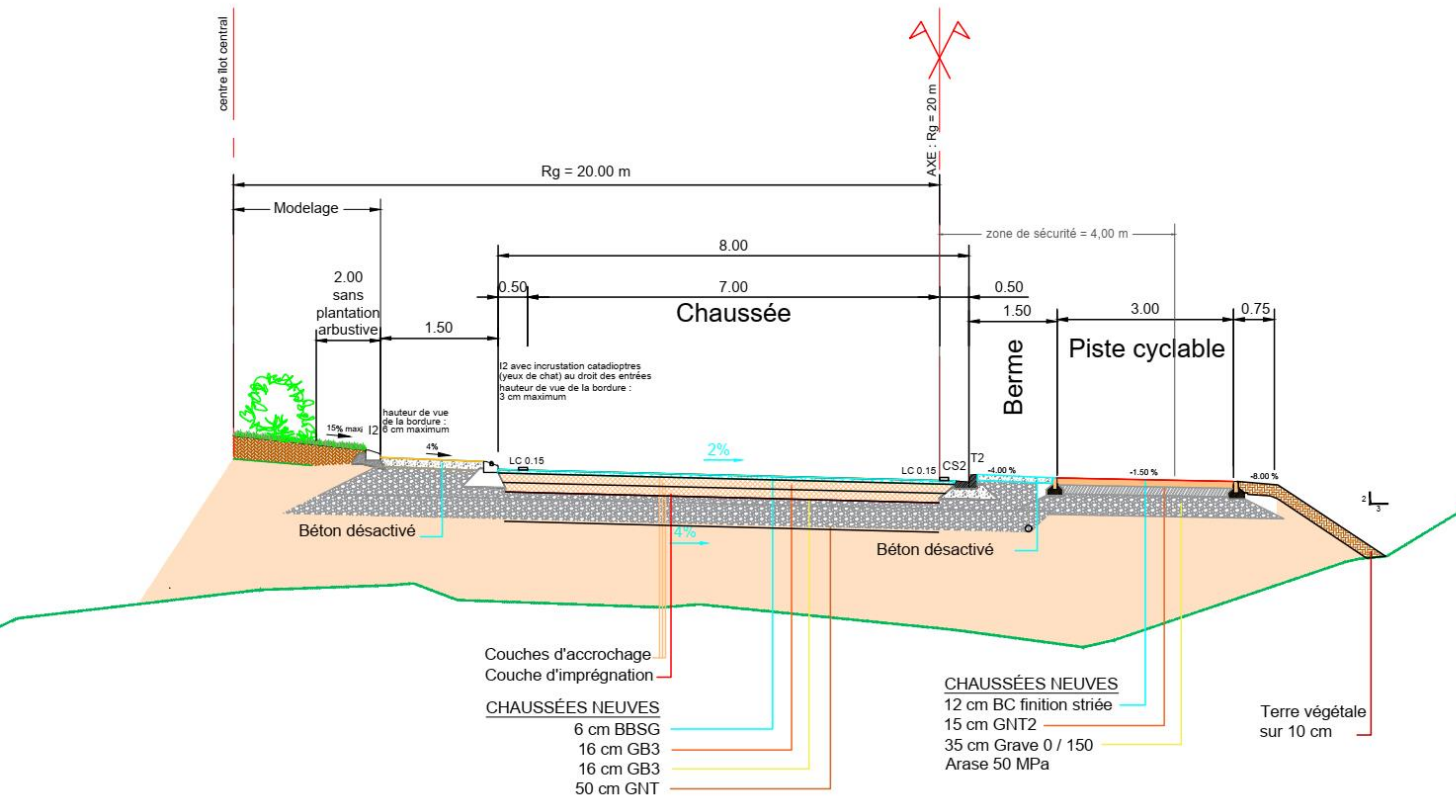 centre îlot central
AXE : Rg = 20 m
Rg = 20.00 m
Modelage
zone de sécurité = 4,00 m
8.00
2.00
sans
plantation
arbustive
0.50
7.00
0.50
Chaussée
1.50
1.50
3.00
0.75
Berme
Piste cyclable
I2 avec incrustation catadioptres
(yeux de chat) au droit des entrées
hauteur de vue de la bordure :
3 cm maximum
hauteur de vue
de la bordure :
6 cm maximum
15% maxi
I2
4%
LC 0.15
2%
LC 0.15
CS2
T2
-4.00 %
-1.50 %
-8.00 %
2
3
Béton désactivé
4%
Béton désactivé
Couches d'accrochage
Couche d'imprégnation
CHAUSSÉES NEUVES
6 cm BBSG
16 cm GB3
16 cm GB3
50 cm GNT
CHAUSSÉES NEUVES
12 cm BC finition striée
15 cm GNT2
35 cm Grave 0 / 150
Arase 50 MPa
Terre végétale
sur 10 cm